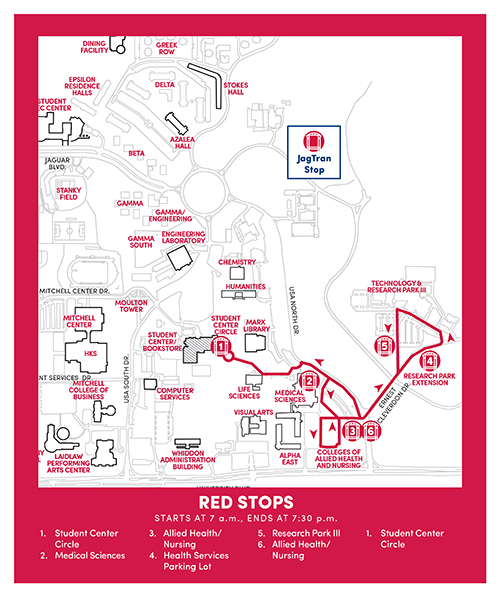 DINING
FACILITY
GREEK
ROW
EPSILON
RESIDENCE
HALLS
DELTA
STOKES
HALL
STUDENT
EC CENTER
AZALEA
HALL
JagTran
Stop
JAGUAR
BLVD.
BETA
STANKY
FIELD
GAMMA
GAMMA/
ENGINEERING
GAMMA
SOUTH
ENGINEERING
LABORATORY
CHEMISTRY
HUMANITIES
MITCHELL CENTER DR.
MOULTON
TOWER
USA NORTH DR.
TECHNOLOGY &
RESEARCH PARK III
MITCHELL
CENTER
STUDENT
CENTER
CIRCLE
MARX
LIBRARY
STUDENT
CENTER/
BOOKSTORE
1
5
HKS
4
RESEARCH PARK
EXTENSION
NT SERVICES DR.
USA SOUTH DR.
MITCHELL
COLLEGE OF
BUSINESS
COMPUTER
SERVICES
LIFE
SCIENCES
2
MEDICAL
SCIENCES
ERNEST
CLEVERDON DR.
VISUAL ARTS
3
6
LAIDLAW
PERFORMING
ARTS CENTER
WHIDDON
ADMINISTRATION
BUILDING
ALPHA
EAST
COLLEGES OF
ALLIED HEALTH
AND NURSING
RED STOPS
STARTS AT 7 a.m., ENDS AT 7:30 p.m.
1. Student Center
Circle
2. Medical Sciences
3. Allied Health/
Nursing
4. Health Services
Parking Lot
5. Research Park III
6. Allied Health/
Nursing
1. Student Center
Circle